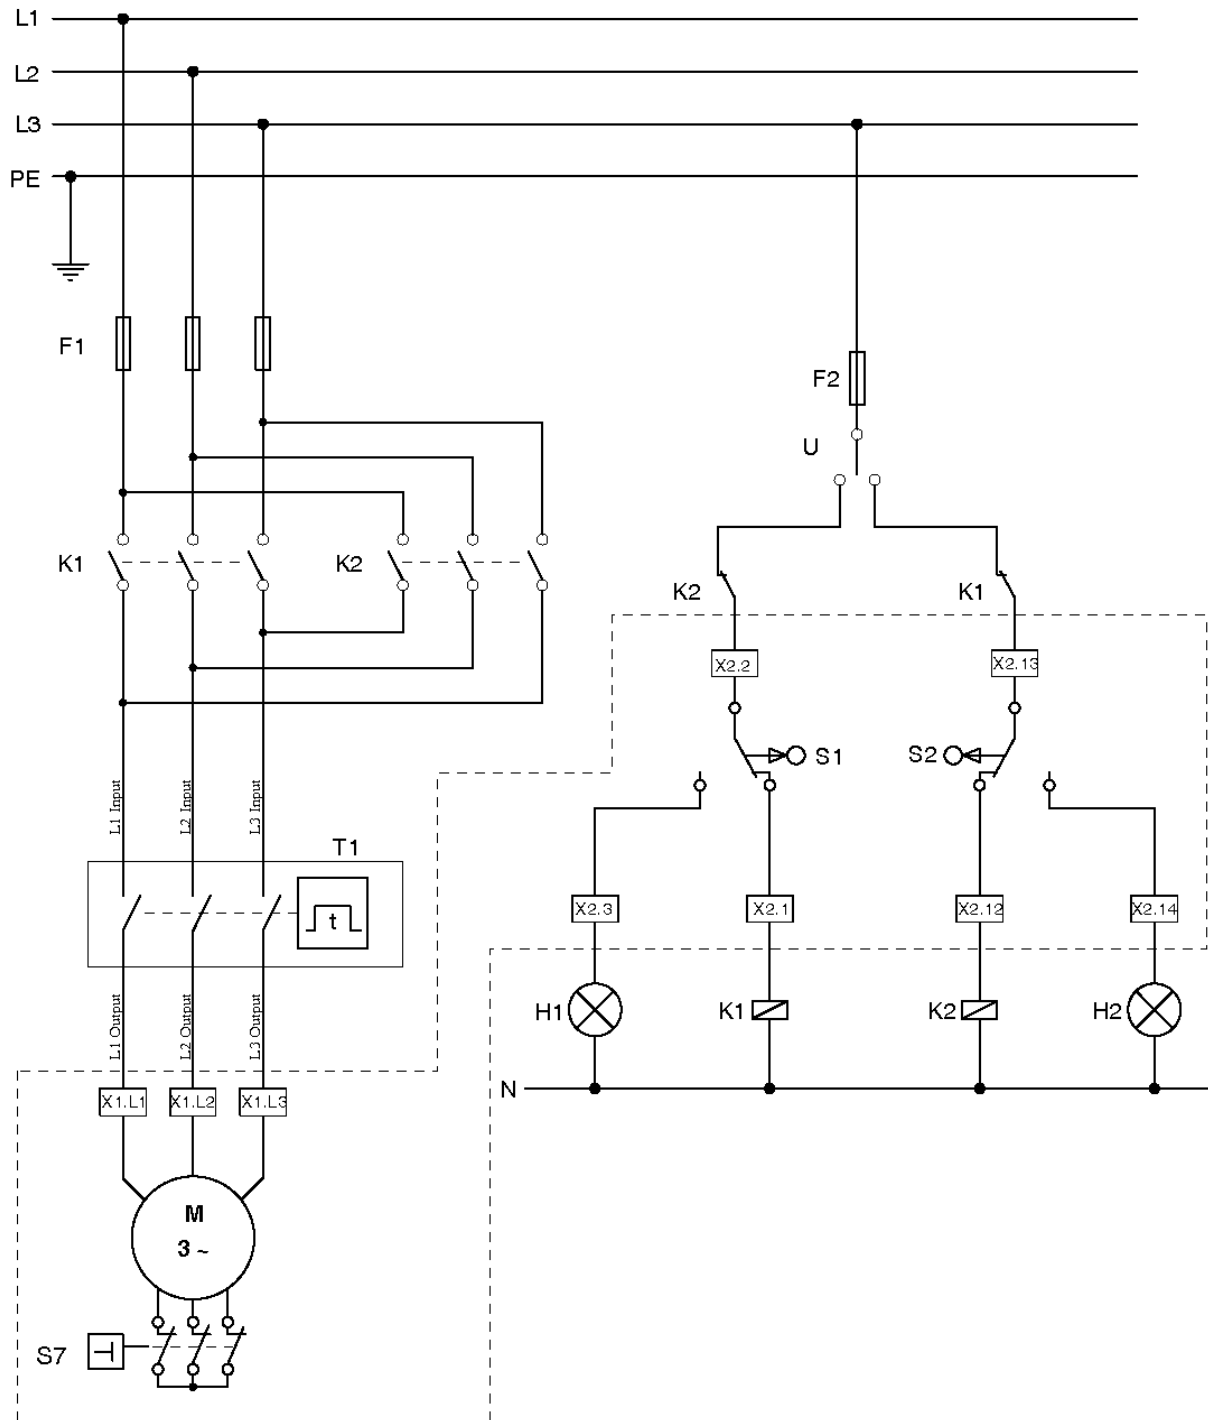 L1
L2
L3
PE
F1
F2
U
K1
K2
K2
K1
X2.2
X2.13
S1
S2
L1 Input
L2 Input
L3 Input
T1
t
X2.3
X2.1
X2.12
X2.14
H1
K1
K2
H2
L1 Output
L2 Output
L3 Output
N
X1.L1
X1.L2
X1.L3
M
3 ~
S7